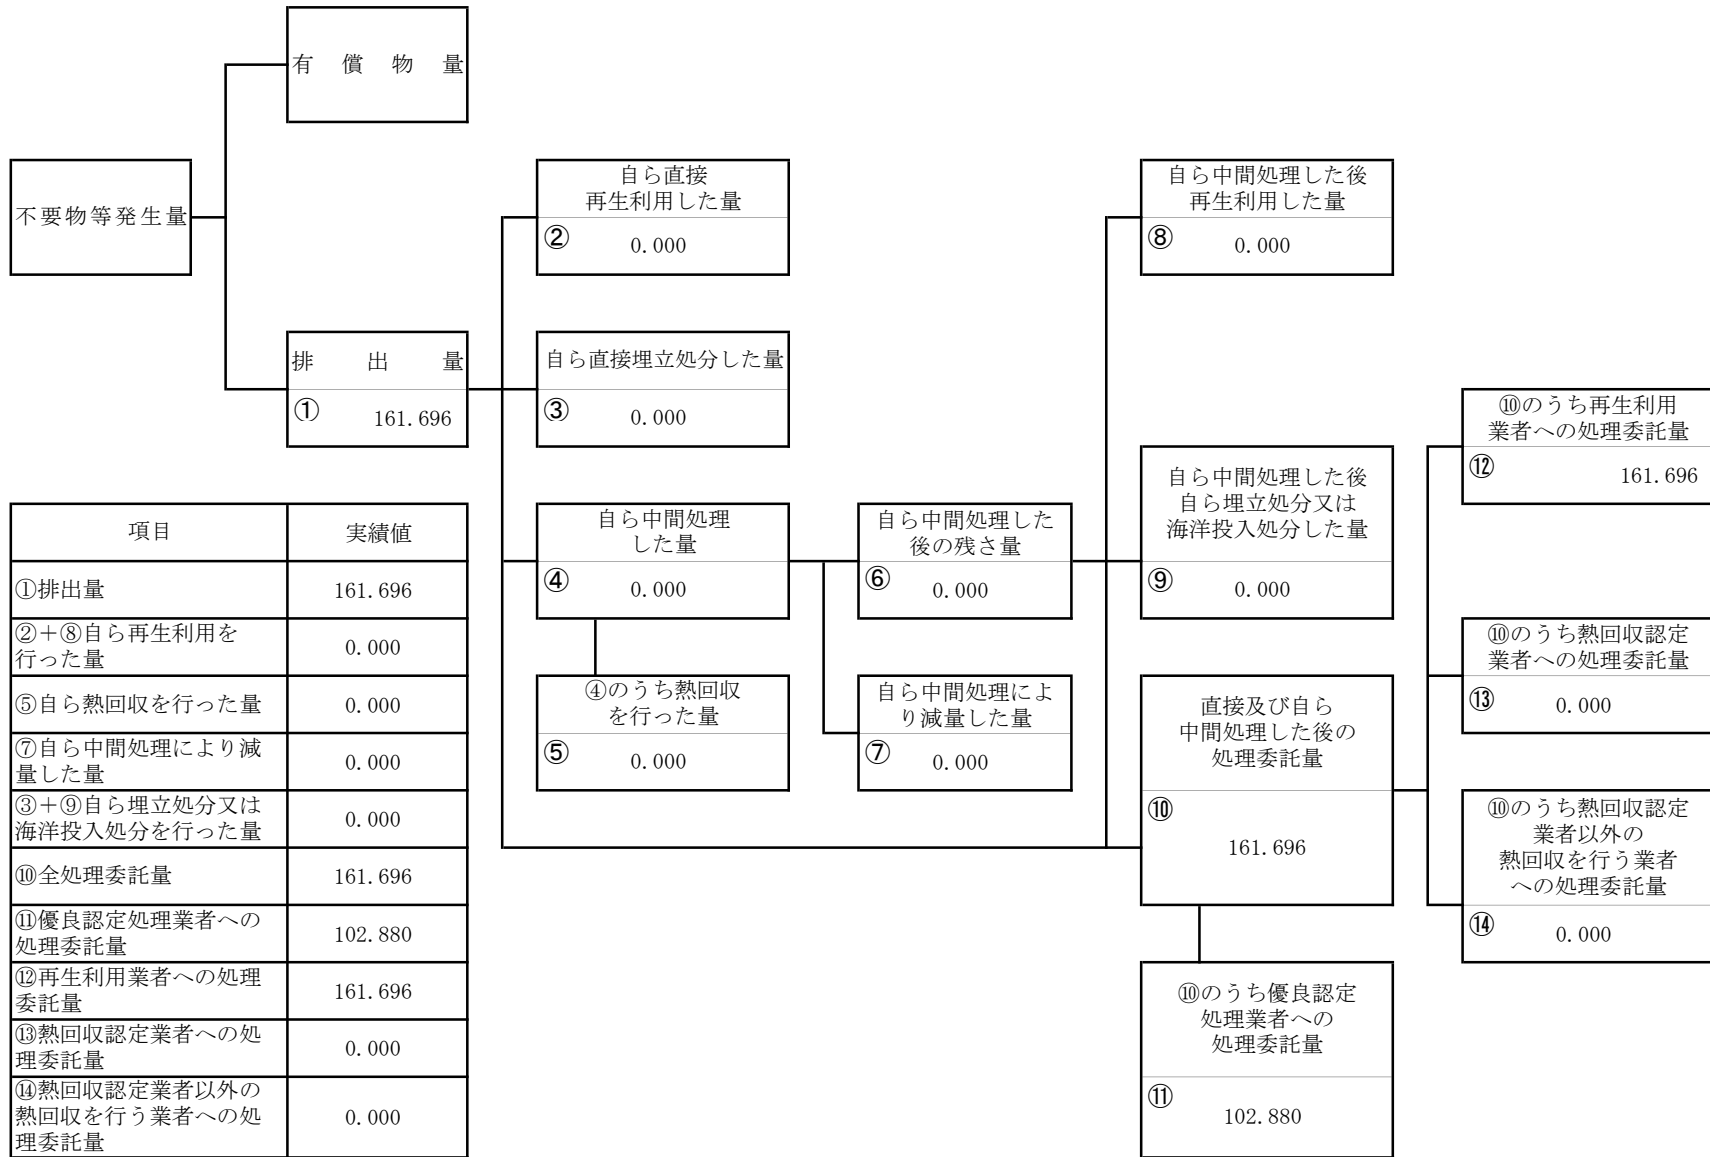 有償物量
不要物等発生量
自ら直接
再生利用した量
② 0.000
自ら中間処理した後
再生利用した量
⑧ 0.000
排出量
① 161.696
自ら直接埋立処分した量
③ 0.000
⑩のうち再生利用
業者への処理委託量
⑫ 161.696
自ら中間処理
した量
④ 0.000
自ら中間処理した
後の残さ量
⑥ 0.000
自ら中間処理した後
自ら埋立処分又は
海洋投入処分した量
⑨ 0.000
⑩のうち熱回収認定
業者への処理委託量
⑬ 0.000
④のうち熱回収
を行った量
⑤ 0.000
自ら中間処理によ
り減量した量
⑦ 0.000
直接及び自ら
中間処理した後の
処理委託量
⑩
161.696
⑩のうち熱回収認定
業者以外の
熱回収を行う業者
への処理委託量
⑭ 0.000
⑩のうち優良認定
処理業者への
処理委託量
⑪ 102.880
項目 実績値
①排出量 161.696
②+⑧自ら再生利用を
行った量 0.000
⑤自ら熱回収を行った量 0.000
⑦自ら中間処理により減
量した量 0.000
③+⑨自ら埋立処分又は
海洋投入処分を行った量 0.000
⑩全処理委託量 161.696
⑪優良認定処理業者への
処理委託量 102.880
⑫再生利用業者への処理
委託量 161.696
⑬熱回収認定業者への処
理委託量 0.000
⑭熱回収認定業者以外の
熱回収を行う業者への処
理委託量 0.000